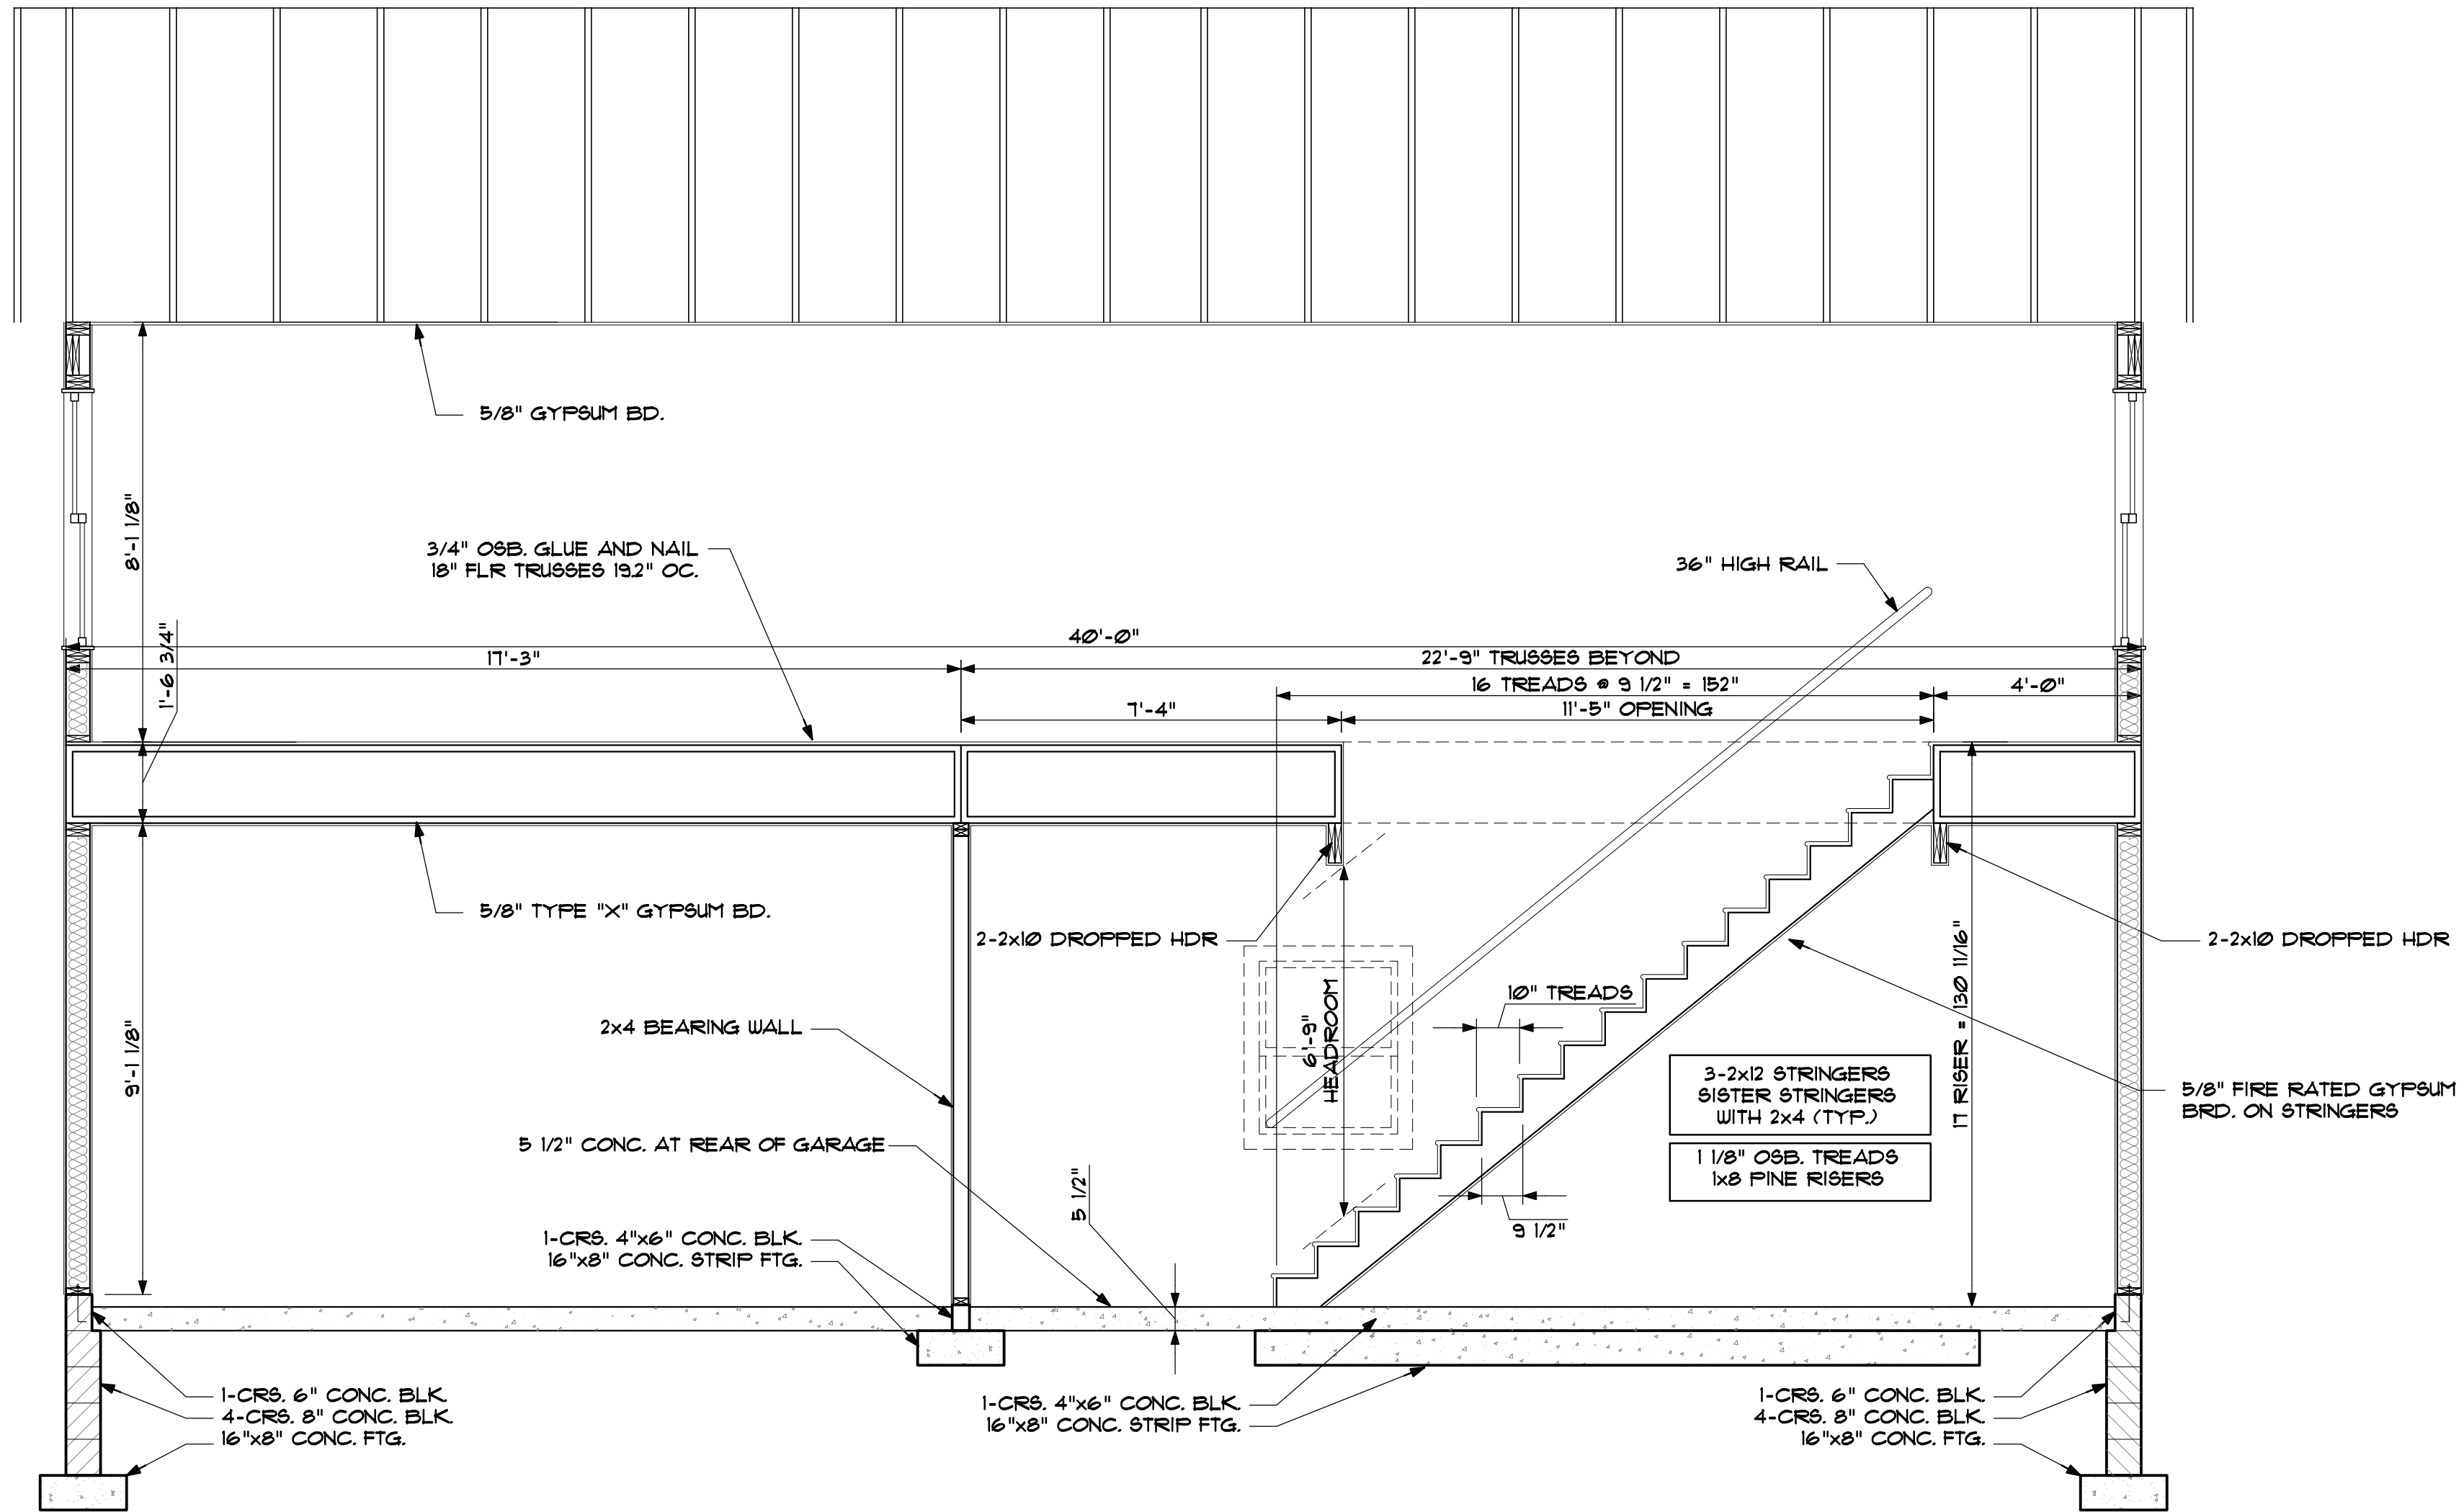 5/8" GYPSUM BD.
8'-1 1/8"
3/4" OSB. GLUE AND NAIL
18" FLR TRUSSES 19.2" OC.
36" HIGH RAIL
1'-6 3/4"
40'-0"
17'-3"
22'-9" TRUSSES BEYOND
16 TREADS @ 9 1/2" = 152"
4'-0"
7'-4"
11'-5" OPENING
5/8" TYPE "X" GYPSUM BD.
2-2x10 DROPPED HDR
2-2x10 DROPPED HDR
17 RISER = 130 11/16"
10" TREADS
6'-9"
HEADROOM
2x4 BEARING WALL
9'-1 1/8"
3-2x12 STRINGERS
SISTER STRINGERS
WITH 2x4 (TYP.)
5/8" FIRE RATED GYPSUM
BRD. ON STRINGERS
5 1/2" CONC. AT REAR OF GARAGE
1 1/8" OSB. TREADS
1x8 PINE RISERS
5 1/2"
9 1/2"
1-CRS. 4"x6" CONC. BLK.
16"x8" CONC. STRIP FTG.
1-CRS. 6" CONC. BLK.
4-CRS. 8" CONC. BLK.
16"x8" CONC. FTG.
1-CRS. 4"x6" CONC. BLK.
16"x8" CONC. STRIP FTG.
1-CRS. 6" CONC. BLK.
4-CRS. 8" CONC. BLK.
16"x8" CONC. FTG.